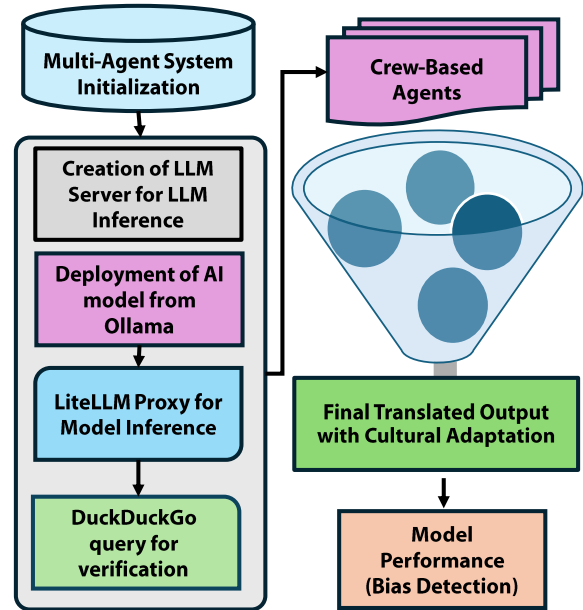 Multi-Agent System
Initialization
Creation of LLM
Server for LLM
Inference
Deployment of AI
model from
Ollama
LiteLLM Proxy for
Model Inference
DuckDuckGo
query for
verification
Crew-Based
Agents
Final Translated Output
with Cultural Adaptation
Model
Performance
(Bias Detection)